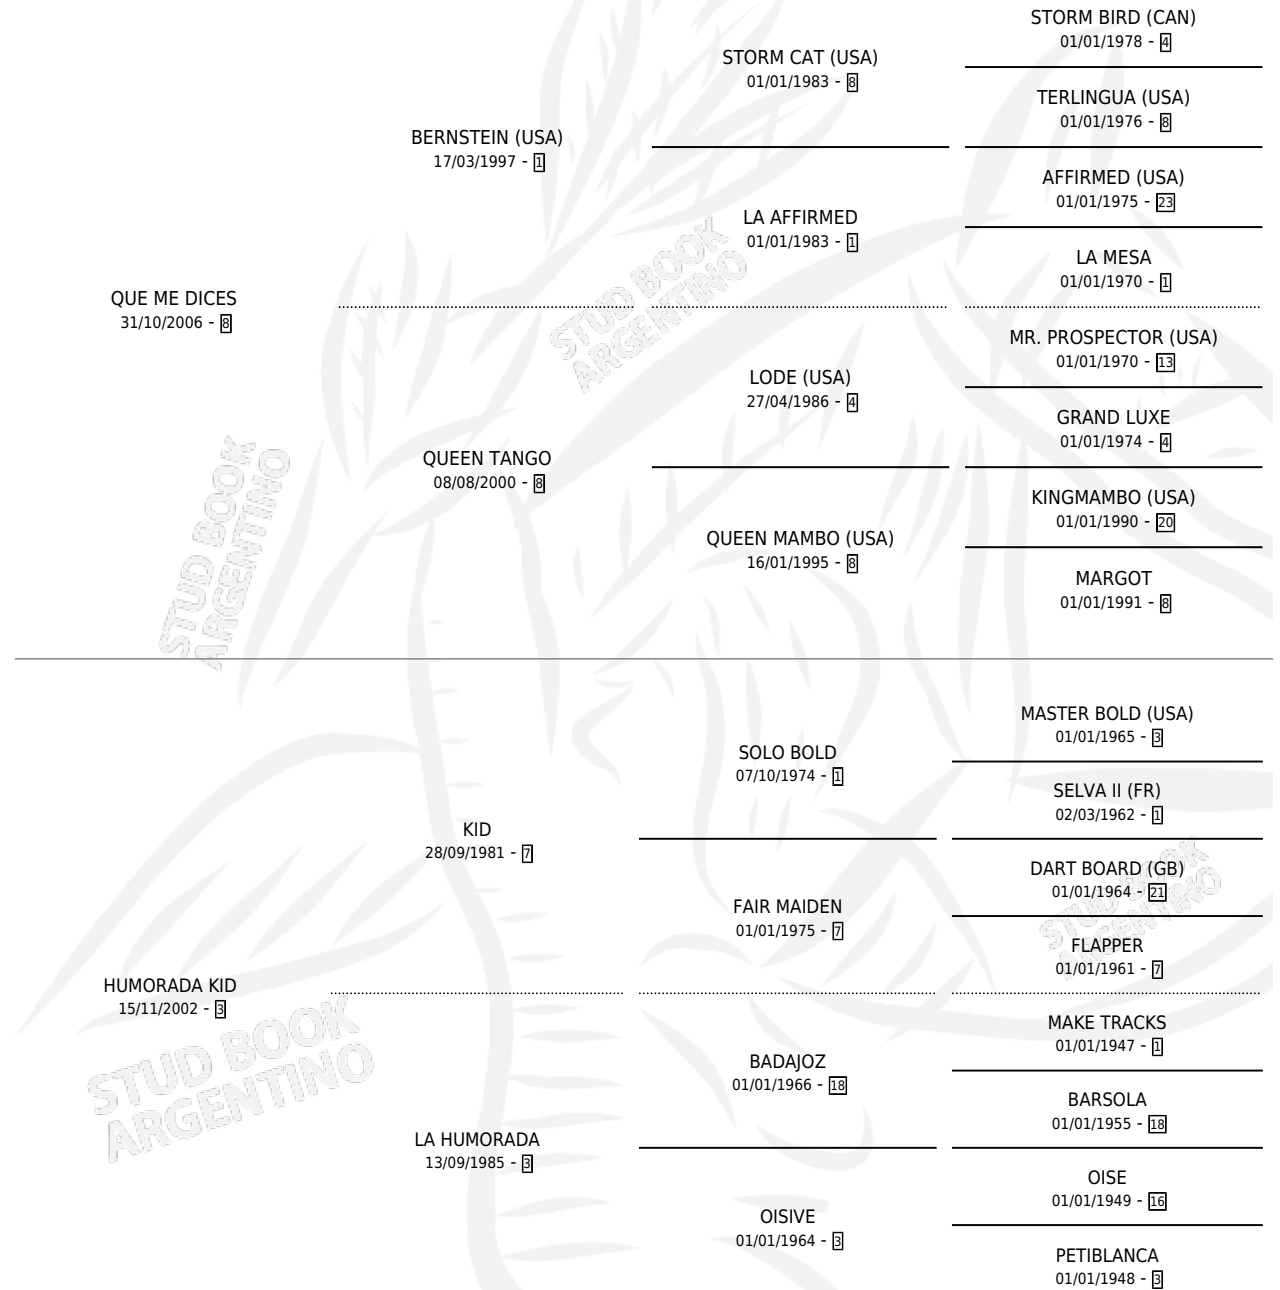 STORM BIRD (CAN)
01/01/1978 - 4
STORM CAT (USA)
01/01/1983 - 8
TERLINGUA (USA)
01/01/1976 - 8
BERNSTEIN (USA)
17/03/1997 - 1
AFFIRMED (USA)
01/01/1975 - 23
LA AFFIRMED
01/01/1983 - 1
LA MESA
01/01/1970 - 1
QUE ME DICES
31/10/2006 - 8
MR. PROSPECTOR (USA)
01/01/1970 - 13
LODE (USA)
27/04/1986 - 4
GRAND LUXE
01/01/1974 - 4
QUEEN TANGO
08/08/2000 - 8
KINGMAMBO (USA)
01/01/1990 - 20
QUEEN MAMBO (USA)
16/01/1995 - 8
MARGOT
01/01/1991 - 8
STUD BOOK
ARGENTINO
STUD BOOK
ARGENTINO
MASTER BOLD (USA)
01/01/1965 - 3
SOLO BOLD
07/10/1974 - 1
SELVA II (FR)
02/03/1962 - 1
KID
28/09/1981 - 7
DART BOARD (GB)
01/01/1964 - 21
FAIR MAIDEN
01/01/1975 - 7
FLAPPER
01/01/1961 - 7
STUD BOOK
ARGENTINO
HUMORADA KID
15/11/2002 - 3
MAKE TRACKS
01/01/1947 - 1
BADAJOZ
01/01/1966 - 18
BARSOLA
01/01/1955 - 18
STUD BOOK
ARGENTINO
LA HUMORADA
13/09/1985 - 3
OISE
01/01/1949 - 16
OISIVE
01/01/1964 - 3
PETIBLANCA
01/01/1948 - 3